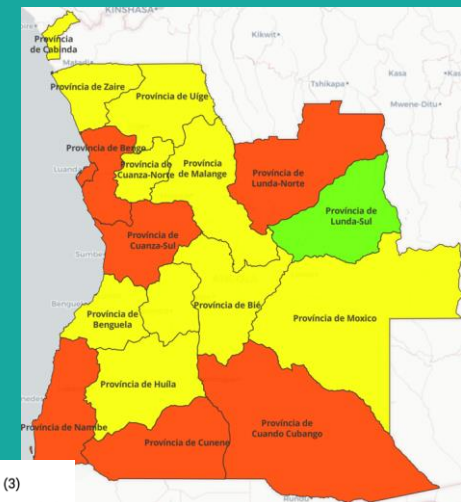 KINSHASA
Província
de Cabinda
Kikwit
Matadi
Província de Zaire
Tshikapa
Kasa
Província de Uíge
Mwene-Ditu
Província de Bengo
Luanda
Província de
Cuanza-Norte
Província
de Malange
Província de
Lunda-Norte
Província de
Lunda-Sul
Província de
Cuanza-Sul
Sumbe
Província de Bié
Província de
Benguela
Província de Moxico
Província de Huíla
Província de Namibe
Província de Cunene
Província de
Cuando Cubango
Rundu
(3)